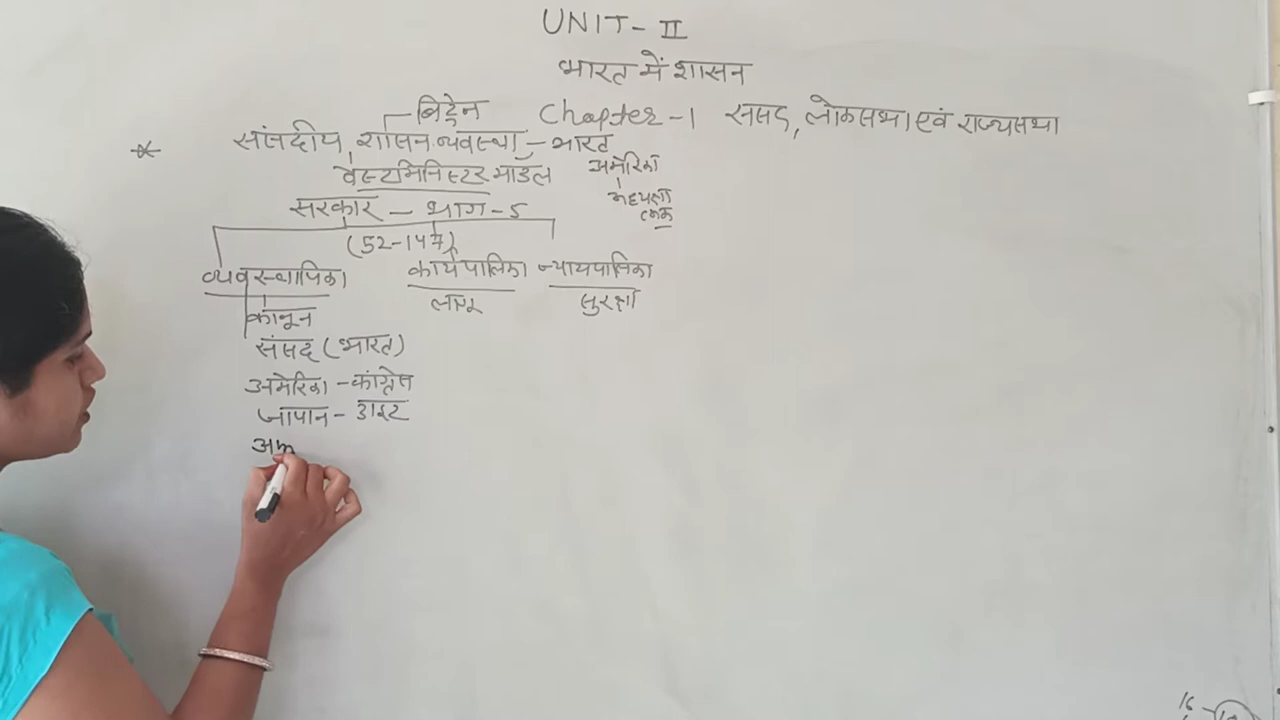 UNIT - II
भारत में शासन
ब्रिटेन Chapter - 1 संसद, लोकसभा एवं राज्यसभा
* संसदीय शासन व्यवस्था - भारत
वेस्टमिनिस्टर मॉडल अमेरिका
अध्यक्षा
त्मक
सरकार - भाग - 5
(52-147)
व्यवस्थापिका कार्यपालिका न्यायपालिका
कानून लागू सुरक्षा
संसद (भारत)
अमेरिका - कांग्रेस
जापान - डाइट
16